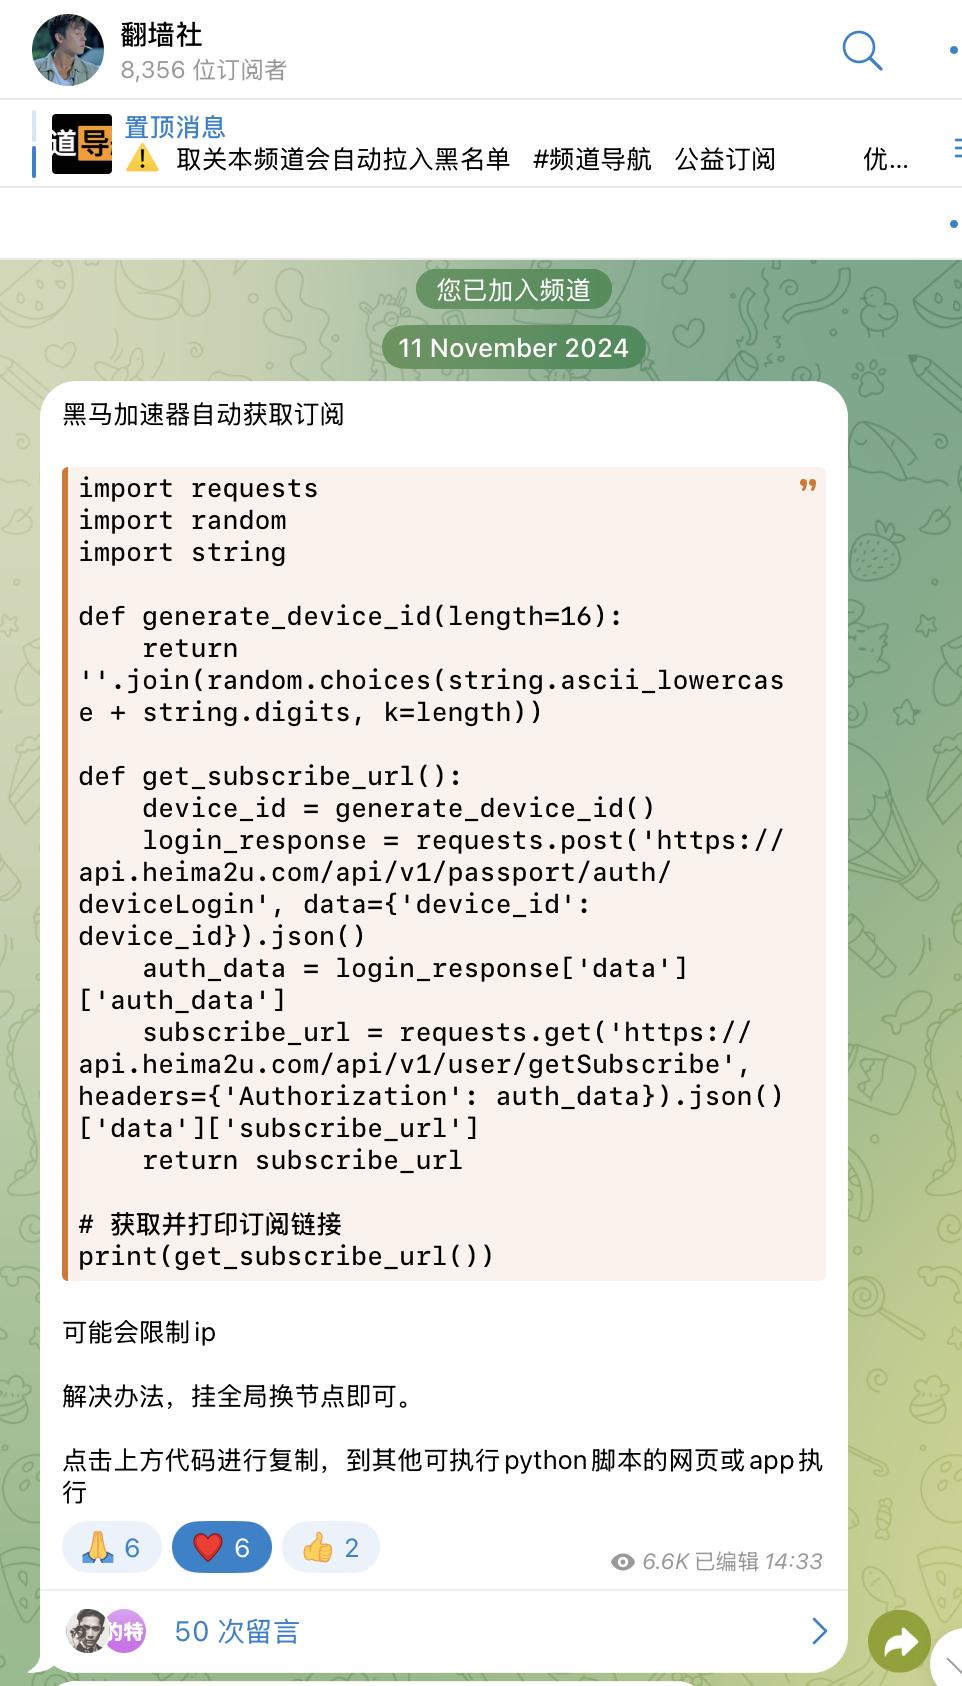 翻墙社
8,356 位订阅者
道导
置顶消息
⚠️ 取关本频道会自动拉入黑名单 #频道导航 公益订阅 优...
您已加入频道
11 November 2024
黑马加速器自动获取订阅
import requests
import random
import string
def generate_device_id(length=16):
    return
''.join(random.choices(string.ascii_lowercas
e + string.digits, k=length))
def get_subscribe_url():
    device_id = generate_device_id()
    login_response = requests.post('https://
api.heima2u.com/api/v1/passport/auth/
deviceLogin', data={'device_id':
device_id}).json()
    auth_data = login_response['data']
['auth_data']
    subscribe_url = requests.get('https://
api.heima2u.com/api/v1/user/getSubscribe',
headers={'Authorization': auth_data}).json()
['data']['subscribe_url']
    return subscribe_url
# 获取并打印订阅链接
print(get_subscribe_url())
可能会限制ip
解决办法，挂全局换节点即可。
点击上方代码进行复制，到其他可执行python脚本的网页或app执
行
🙏 6 ❤️ 6 👍 2
6.6K 已编辑 14:33
的特
50 次留言